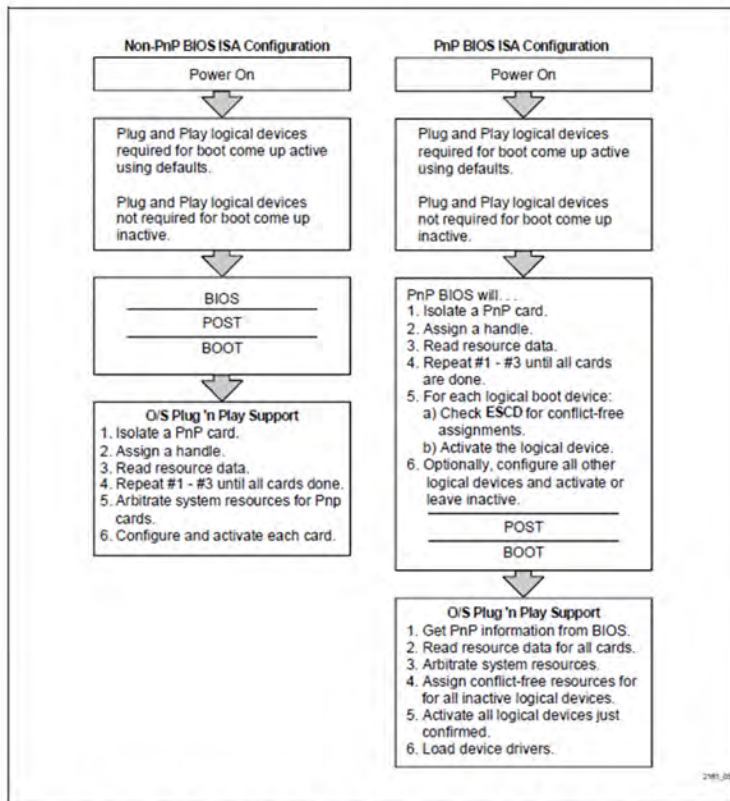 Non-PnP BIOS ISA Configuration
Power On
Plug and Play logical devices
required for boot come up active
using defaults.
Plug and Play logical devices
not required for boot come up
inactive.
BIOS
POST
BOOT
O/S Plug 'n Play Support
1. Isolate a PnP card.
2. Assign a handle.
3. Read resource data.
4. Repeat #1 - #3 until all cards done.
5. Arbitrate system resources for Pnp
cards.
6. Configure and activate each card.
PnP BIOS ISA Configuration
Power On
Plug and Play logical devices
required for boot come up active
using defaults.
Plug and Play logical devices
not required for boot come up
inactive.
PnP BIOS will. . .
1. Isolate a PnP card.
2. Assign a handle.
3. Read resource data.
4. Repeat #1 - #3 until all cards
are done.
5. For each logical boot device:
a) Check ESCD for conflict-free
assignments.
b) Activate the logical device.
6. Optionally, configure all other
logical devices and activate or
leave inactive.
POST
BOOT
O/S Plug 'n Play Support
1. Get PnP information from BIOS.
2. Read resource data for all cards.
3. Arbitrate system resources.
4. Assign conflict-free resources for
for all inactive logical devices.
5. Activate all logical devices just
confirmed.
6. Load device drivers.